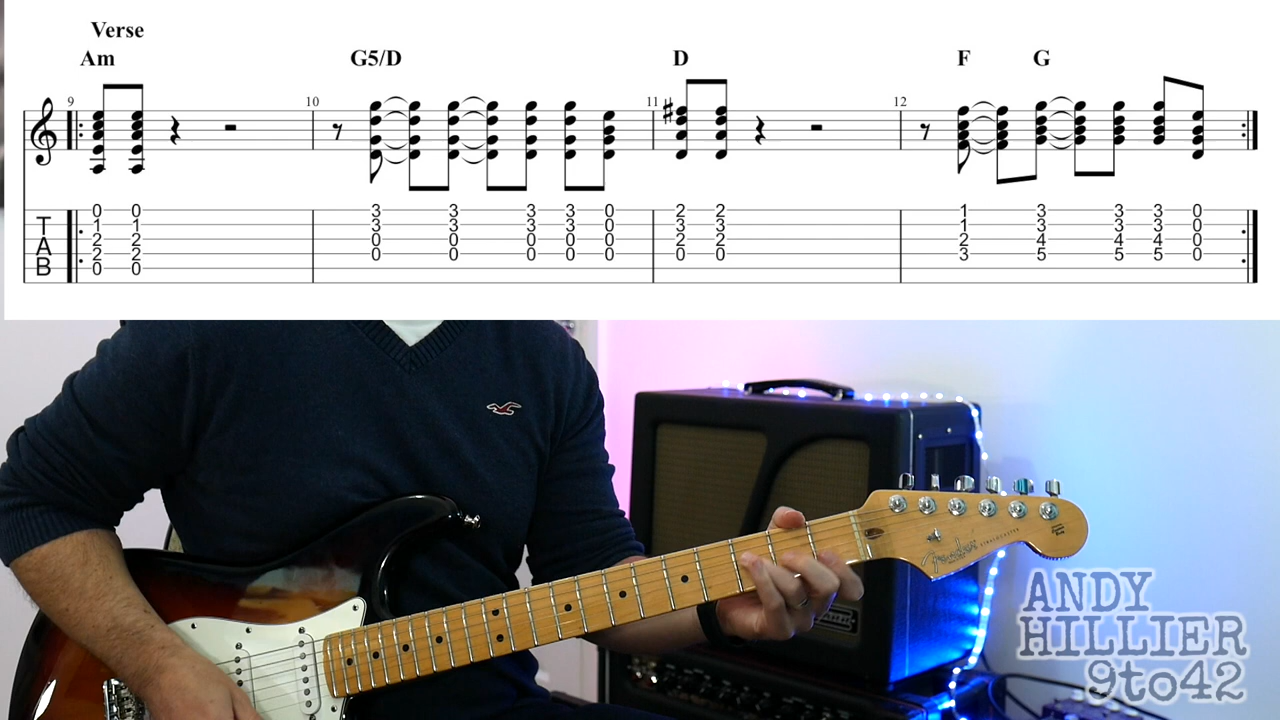 Verse
Am G5/D D F G
9 10 11 12
0 0 3 3 3 3 0 2 2 1 3 3 3 0
T 1 1 3 3 3 3 0 3 3 1 3 3 3 0
A 2 2 0 0 0 0 0 2 2 2 4 4 4 0
2 2 0 0 0 0 0 0 0 3 5 5 5 0
B 0 0
Fender
STRATOCASTER
ANDY
HILLIER
9to42